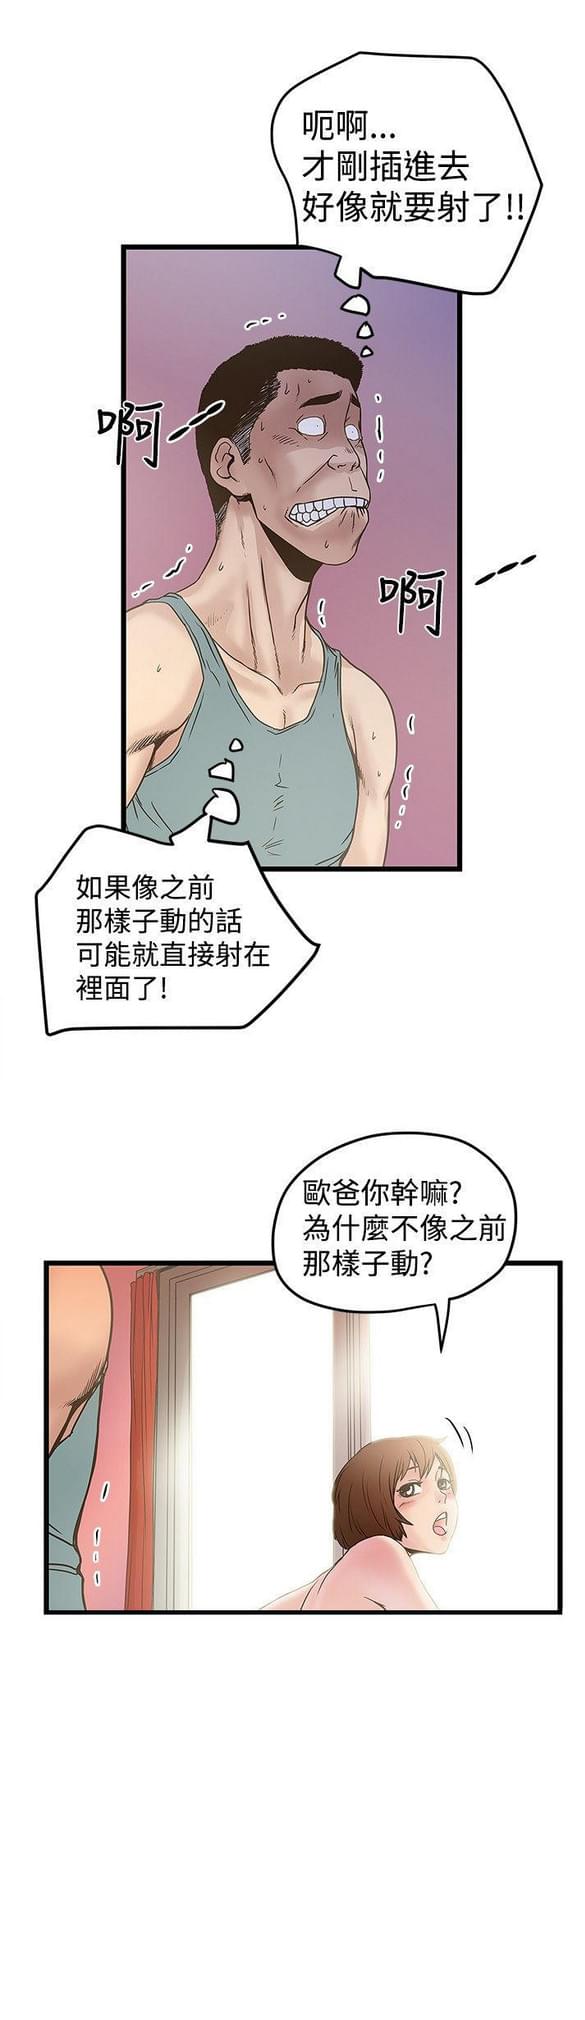 呃啊...
才剛插進去
好像就要射了!!
啊
啊
如果像之前
那樣子動的話
可能就直接射在
裡面了!
歐爸你幹嘛?
為什麼不像之前
那樣子動?